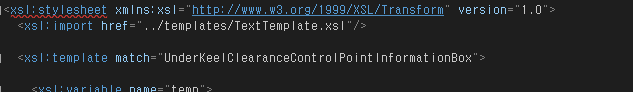 <xsl:stylesheet xmlns:xsl="http://www.w3.org/1999/XSL/Transform" version="1.0">
<xsl:import href="../templates/TextTemplate.xsl"/>
<xsl:template match="UnderKeelClearanceControlPointInformationBox">
<xsl:variable name="temp">